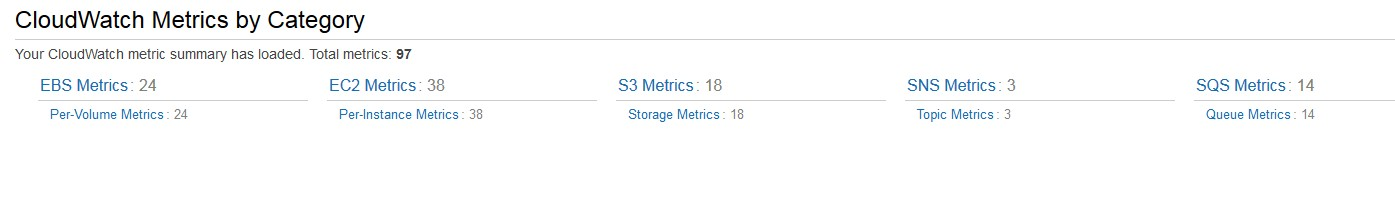 CloudWatch Metrics by Category
Your CloudWatch metric summary has loaded. Total metrics: 97
EBS Metrics: 24
Per-Volume Metrics: 24
EC2 Metrics: 38
Per-Instance Metrics: 38
S3 Metrics: 18
Storage Metrics: 18
SNS Metrics: 3
Topic Metrics: 3
SQS Metrics: 14
Queue Metrics: 14